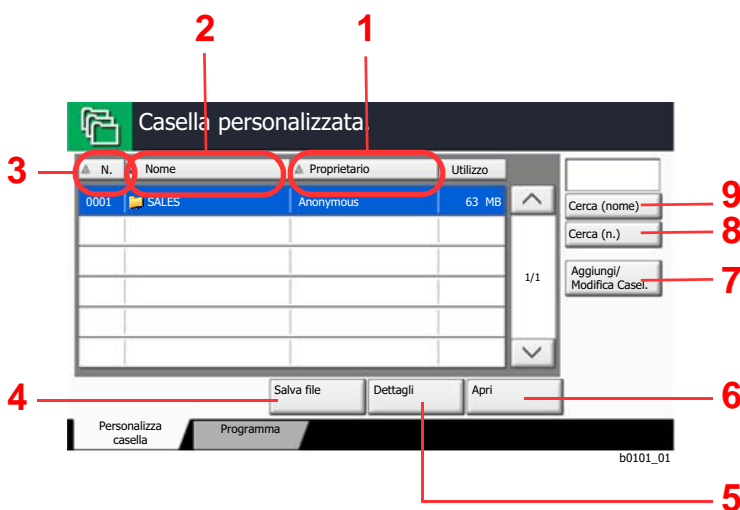 2 1
Casella personalizzata.
3 N. Nome Proprietario Utilizzo
0001 SALES Anonymous 63 MB
Cerca (nome) 9
Cerca (n.) 8
1/1
Aggiungi/
Modifica Casel. 7
4 Salva file Dettagli Apri 6
Personalizza
casella
Programma
b0101_01
5